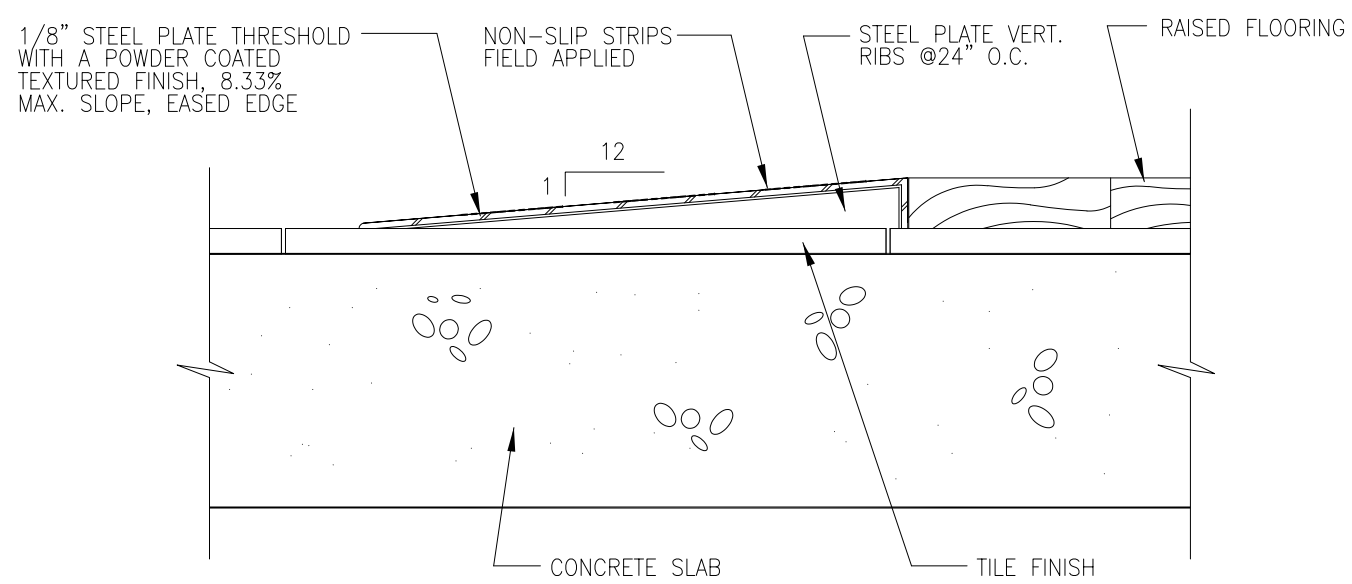 1/8” STEEL PLATE THRESHOLD
WITH A POWDER COATED
TEXTURED FINISH, 8.33%
MAX. SLOPE, EASED EDGE
NON-SLIP STRIPS
FIELD APPLIED
STEEL PLATE VERT.
RIBS @24” O.C.
RAISED FLOORING
12
1
CONCRETE SLAB
TILE FINISH